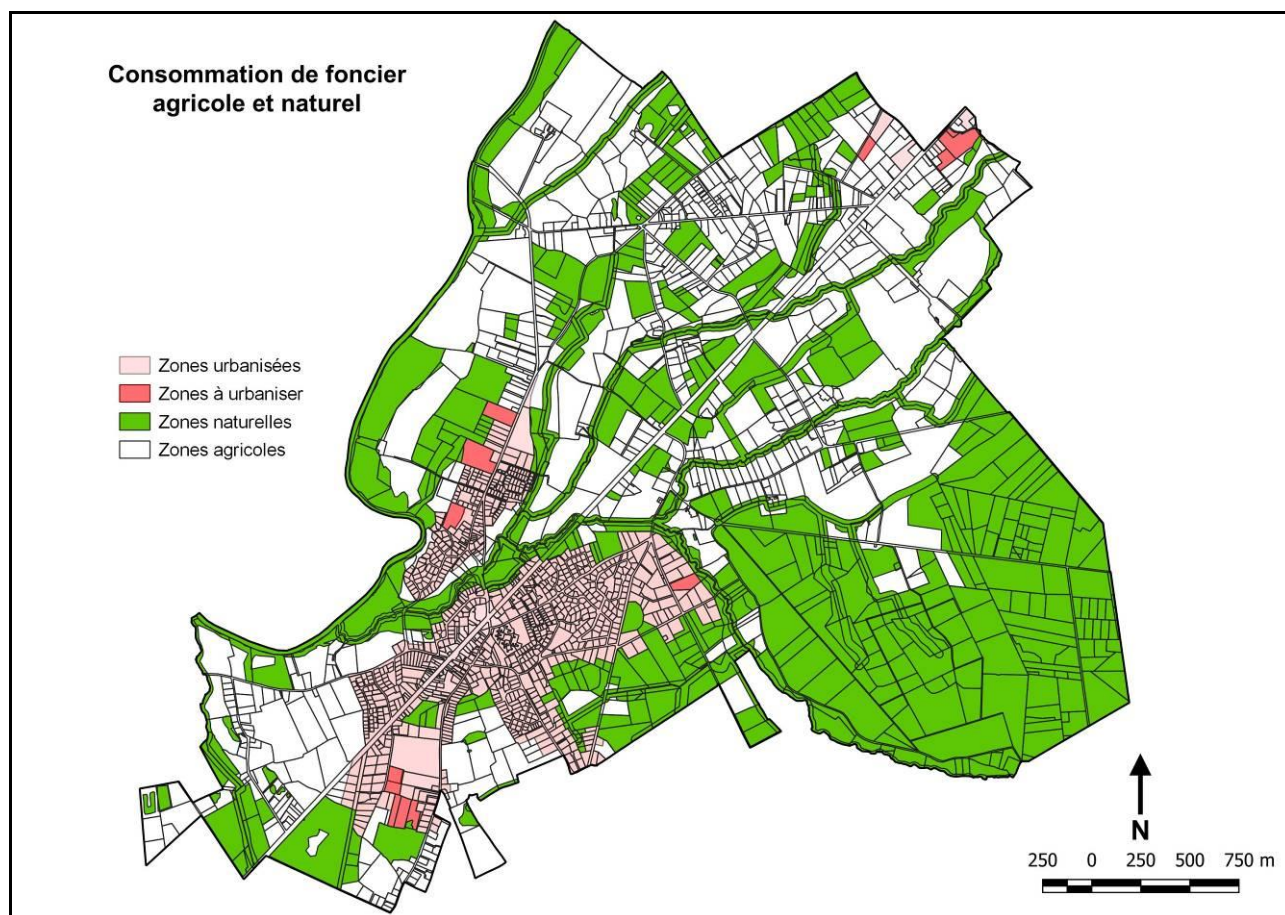 Consommation de foncier
agricole et naturel
Zones urbanisées
Zones à urbaniser
Zones naturelles
Zones agricoles
N
250 0 250 500 750 m